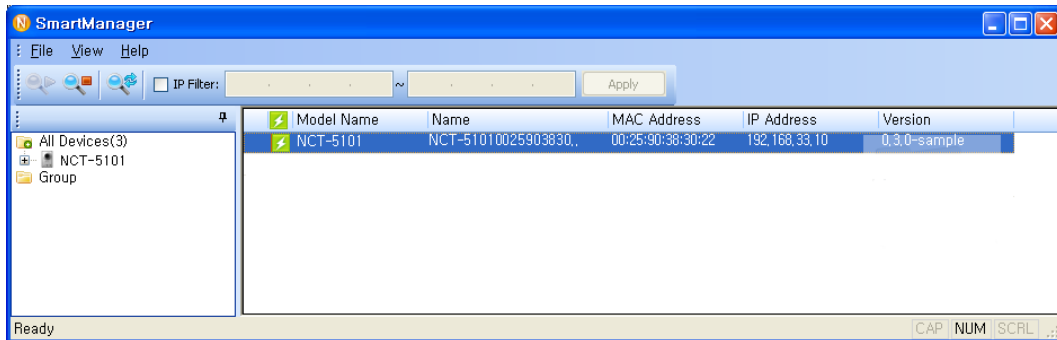 SmartManager
File View Help
IP Filter: . . . ~ . . . Apply
Model Name Name MAC Address IP Address Version
All Devices(3)
NCT-5101 NCT-51010025903830,, 00:25:90:38:30:22 192,168,33,10 0,3,0-sample
NCT-5101
Group
Ready CAP NUM SCRL